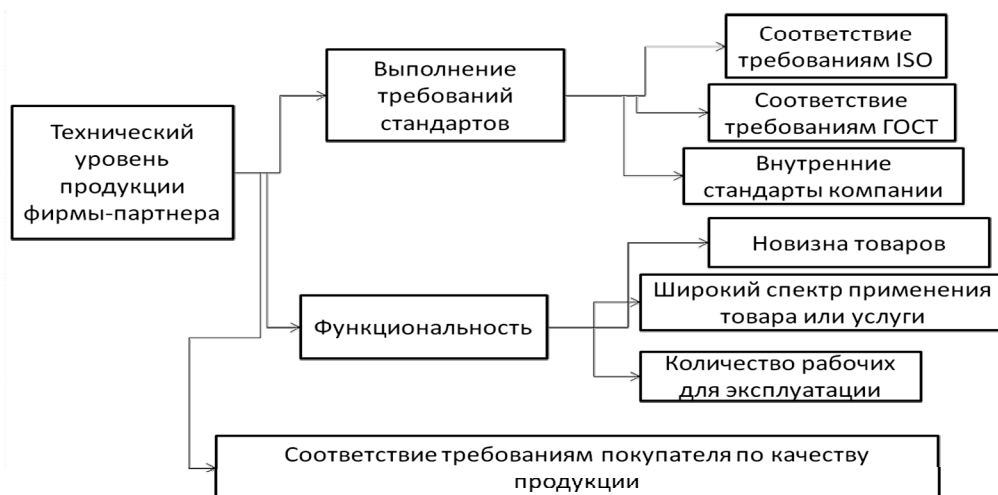 Технический
уровень
продукции
фирмы-партнера
Выполнение
требований
стандартов
Соответствие
требованиям ISO
Соответствие
требованиям ГОСТ
Внутренние
стандарты компании
Функциональность
Новизна товаров
Широкий спектр применения
товара или услуги
Количество рабочих
для эксплуатации
Соответствие требованиям покупателя по качеству
продукции